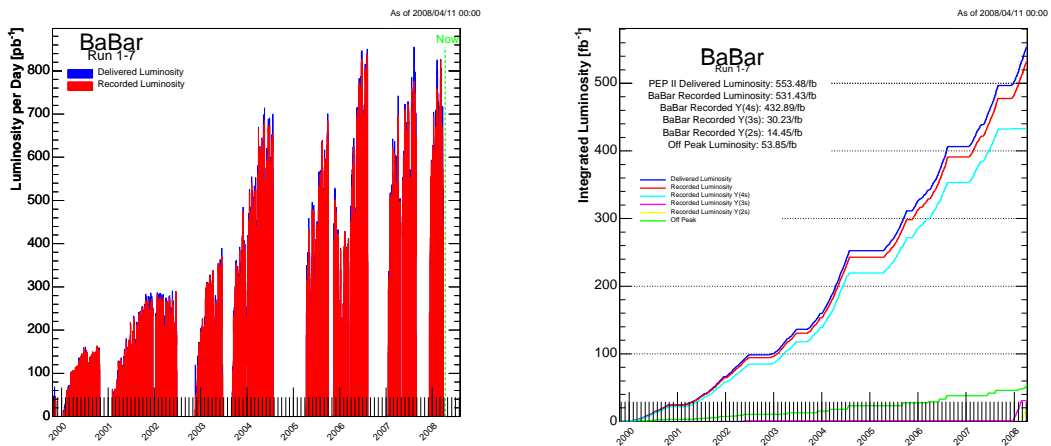 As of 2008/04/11 00:00
BaBar
Run 1-7
Delivered Luminosity
Recorded Luminosity
Now
Luminosity per Day [pb⁻¹]
800
700
600
500
400
300
200
100
0
2000
2001
2002
2003
2004
2005
2006
2007
2008
As of 2008/04/11 00:00
BaBar
Run 1-7
PEP II Delivered Luminosity: 553.48/fb
BaBar Recorded Luminosity: 531.43/fb
BaBar Recorded Y(4s): 432.89/fb
BaBar Recorded Y(3s): 30.23/fb
BaBar Recorded Y(2s): 14.45/fb
Off Peak Luminosity: 53.85/fb
Delivered Luminosity
Recorded Luminosity
Recorded Luminosity Y(4s)
Recorded Luminosity Y(3s)
Recorded Luminosity Y(2s)
Off Peak
Integrated Luminosity [fb⁻¹]
500
400
300
200
100
0
2000
2001
2002
2003
2004
2005
2006
2007
2008